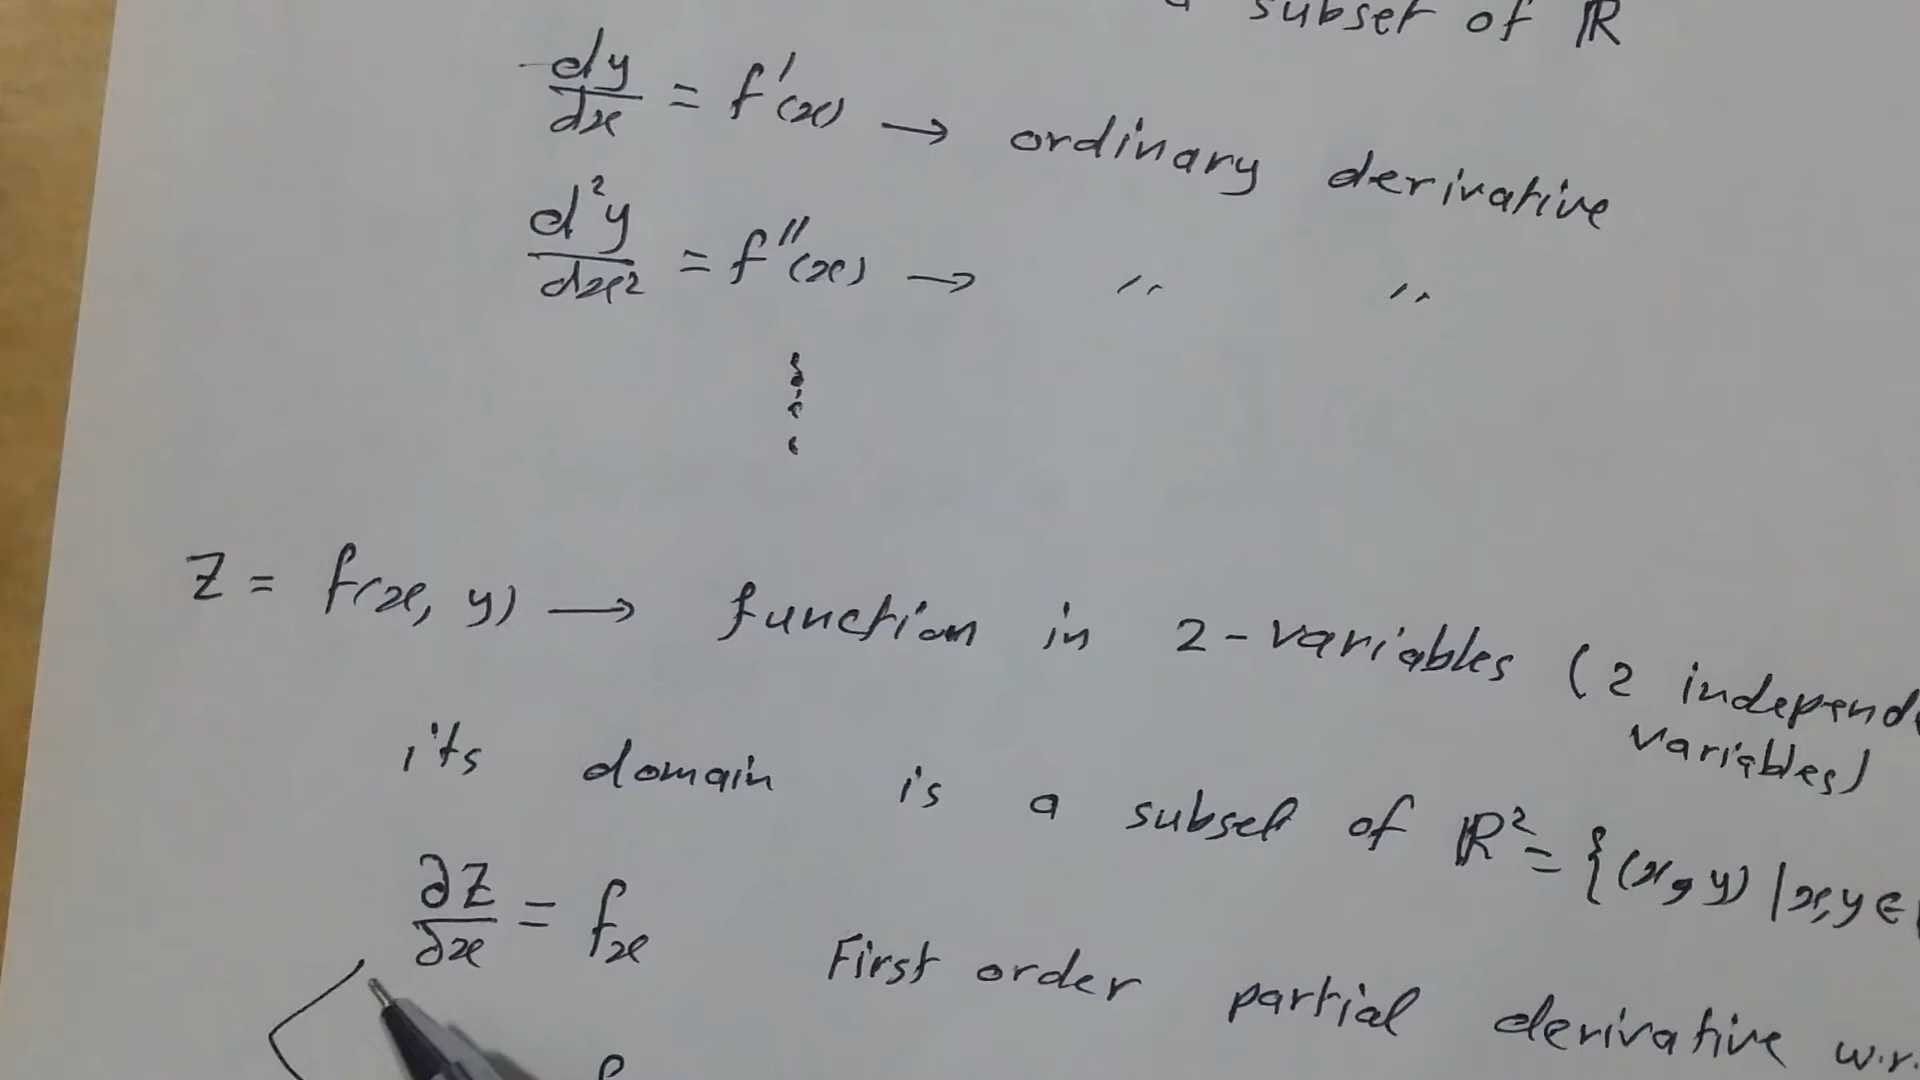 subset of ℝ
dy/dx = f'(x) → ordinary derivative
d²y/dx² = f''(x) → " "
⋮
Z = f(x, y) → function in 2-variables (2 independ
variables)
its domain is a subset of ℝ² = {(x, y) | x, y ∈
∂Z/∂x = fx First order partial derivative w.r.
f